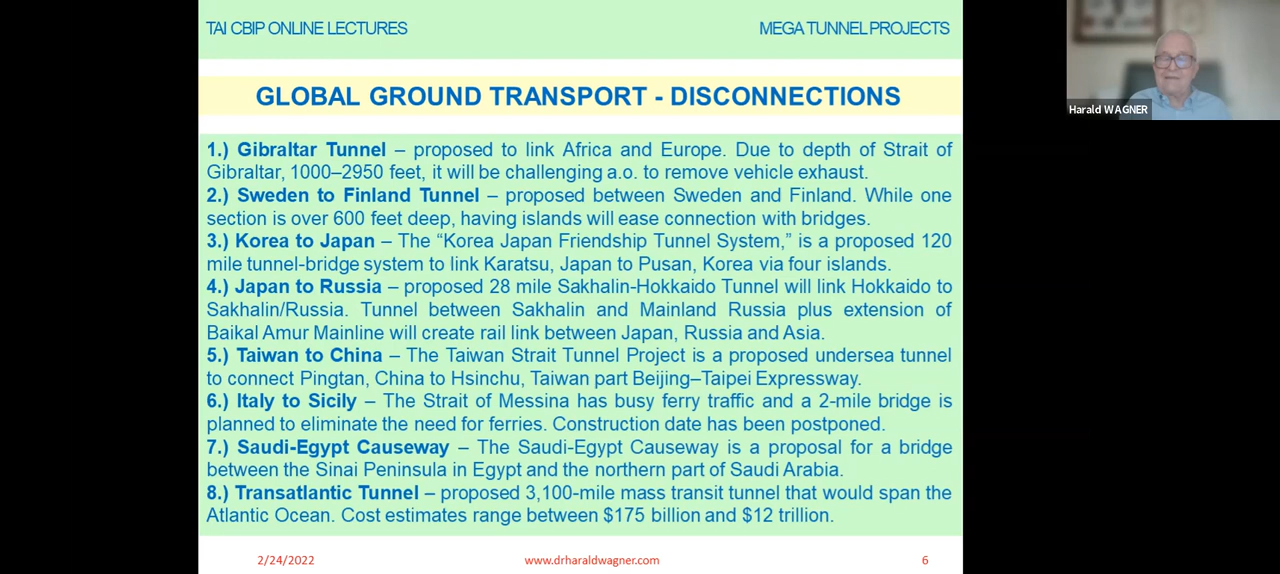 TAI CBIP ONLINE LECTURES MEGA TUNNEL PROJECTS
Harald WAGNER
GLOBAL GROUND TRANSPORT - DISCONNECTIONS
1.) Gibraltar Tunnel – proposed to link Africa and Europe. Due to depth of Strait of
Gibraltar, 1000–2950 feet, it will be challenging a.o. to remove vehicle exhaust.
2.) Sweden to Finland Tunnel – proposed between Sweden and Finland. While one
section is over 600 feet deep, having islands will ease connection with bridges.
3.) Korea to Japan – The “Korea Japan Friendship Tunnel System,” is a proposed 120
mile tunnel-bridge system to link Karatsu, Japan to Pusan, Korea via four islands.
4.) Japan to Russia – proposed 28 mile Sakhalin-Hokkaido Tunnel will link Hokkaido to
Sakhalin/Russia. Tunnel between Sakhalin and Mainland Russia plus extension of
Baikal Amur Mainline will create rail link between Japan, Russia and Asia.
5.) Taiwan to China – The Taiwan Strait Tunnel Project is a proposed undersea tunnel
to connect Pingtan, China to Hsinchu, Taiwan part Beijing–Taipei Expressway.
6.) Italy to Sicily – The Strait of Messina has busy ferry traffic and a 2-mile bridge is
planned to eliminate the need for ferries. Construction date has been postponed.
7.) Saudi-Egypt Causeway – The Saudi-Egypt Causeway is a proposal for a bridge
between the Sinai Peninsula in Egypt and the northern part of Saudi Arabia.
8.) Transatlantic Tunnel – proposed 3,100-mile mass transit tunnel that would span the
Atlantic Ocean. Cost estimates range between $175 billion and $12 trillion.
2/24/2022 www.drharaldwagner.com 6